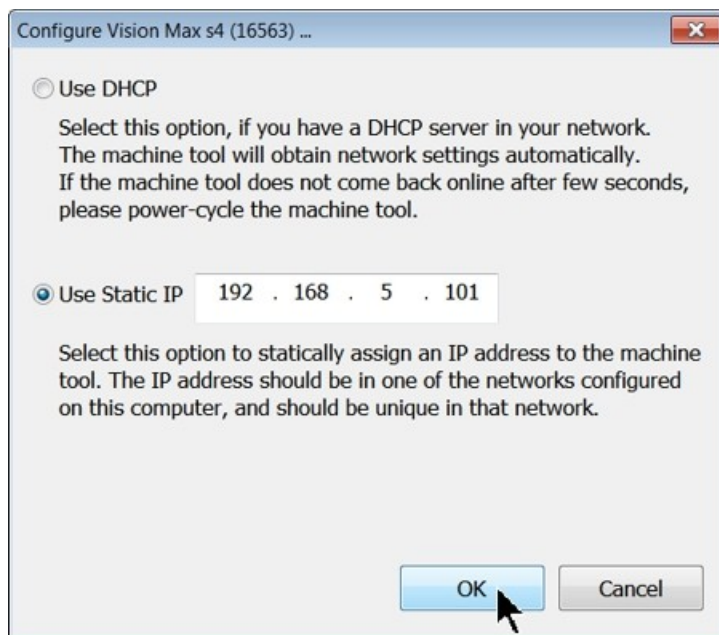 Configure Vision Max s4 (16563) ...
Use DHCP
Select this option, if you have a DHCP server in your network.
The machine tool will obtain network settings automatically.
If the machine tool does not come back online after few seconds,
please power-cycle the machine tool.
Use Static IP 192 . 168 . 5 . 101
Select this option to statically assign an IP address to the machine
tool. The IP address should be in one of the networks configured
on this computer, and should be unique in that network.
OK Cancel